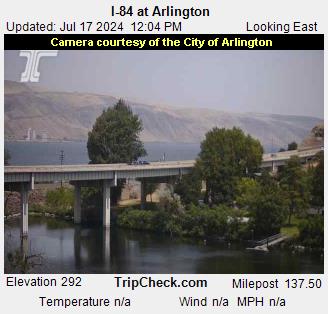 I-84 at Arlington
Updated: Jul 17 2024 12:04 PM Looking East
Camera courtesy of the City of Arlington
Elevation 292 TripCheck.com Milepost 137.50
Temperature n/a Wind n/a MPH n/a